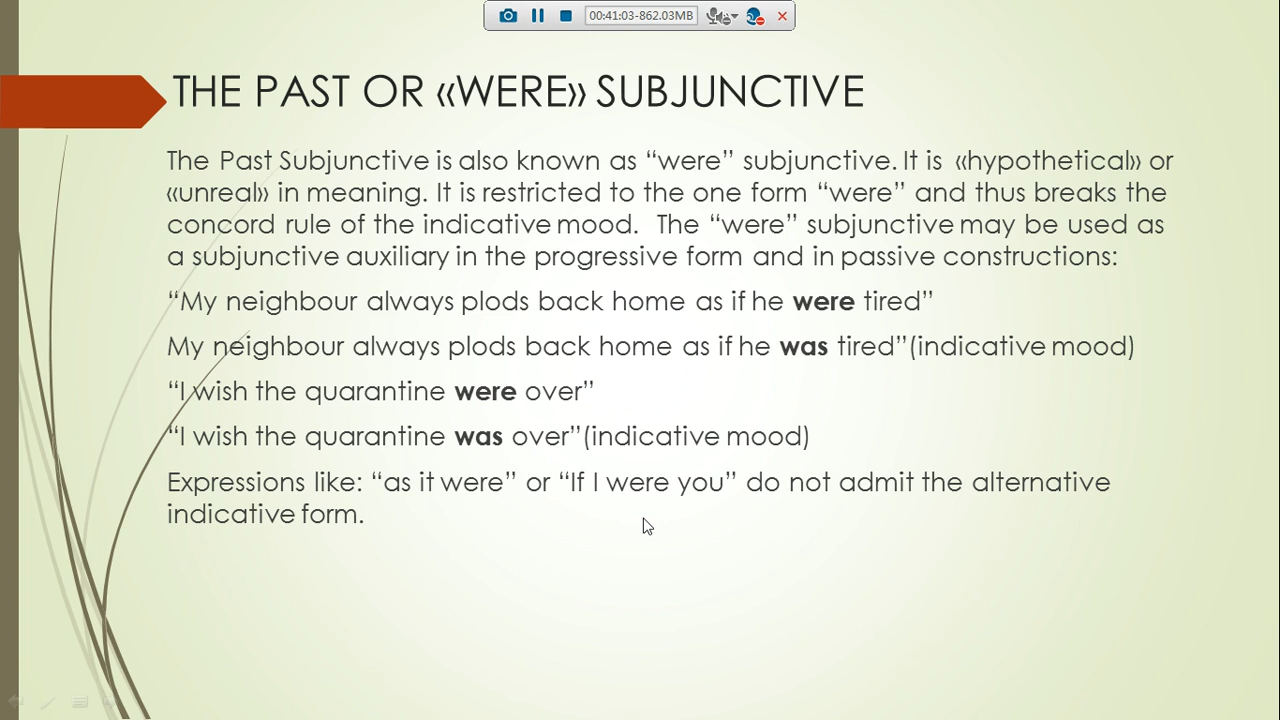 00:41:03-862.03MB
THE PAST OR «WERE» SUBJUNCTIVE
The Past Subjunctive is also known as “were” subjunctive. It is «hypothetical» or
«unreal» in meaning. It is restricted to the one form “were” and thus breaks the
concord rule of the indicative mood. The “were” subjunctive may be used as
a subjunctive auxiliary in the progressive form and in passive constructions:
“My neighbour always plods back home as if he were tired”
My neighbour always plods back home as if he was tired”(indicative mood)
“I wish the quarantine were over”
“I wish the quarantine was over”(indicative mood)
Expressions like: “as it were” or “If I were you” do not admit the alternative
indicative form.